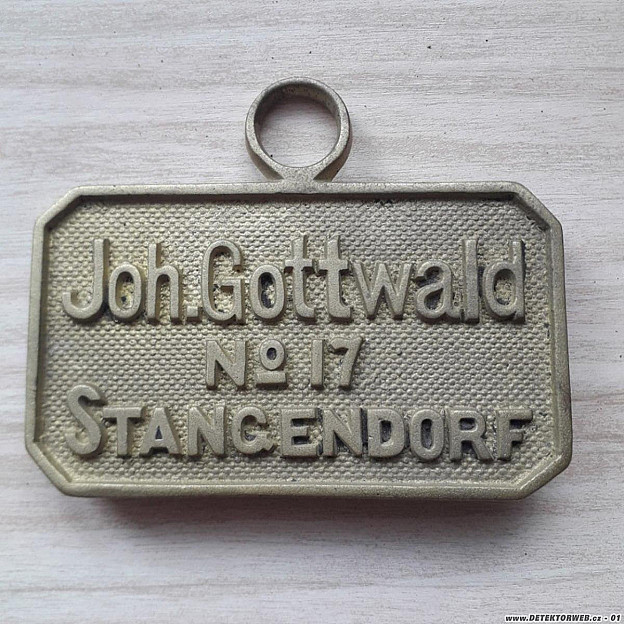 Joh. Gottwald
No 17
STANGENDORF
www.DETEKTORWEB.cz - 01